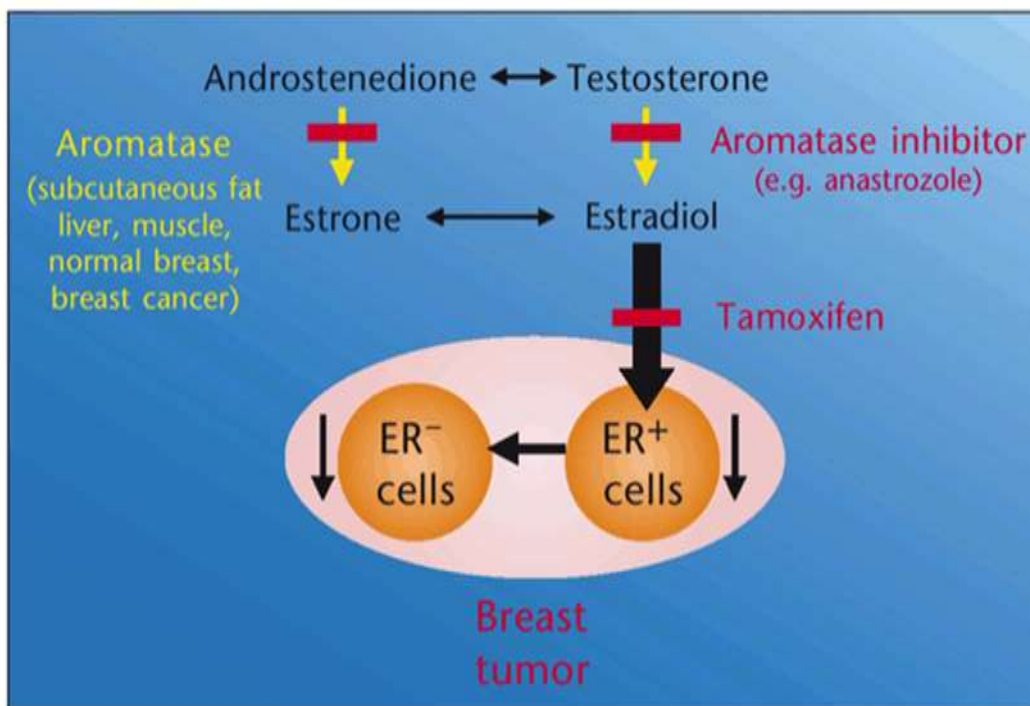 Androstenedione ↔ Testosterone
Aromatase
(subcutaneous fat
liver, muscle,
normal breast,
breast cancer)
Aromatase inhibitor
(e.g. anastrozole)
Estrone ↔ Estradiol
Tamoxifen
ER⁻
cells
ER⁺
cells
Breast
tumor